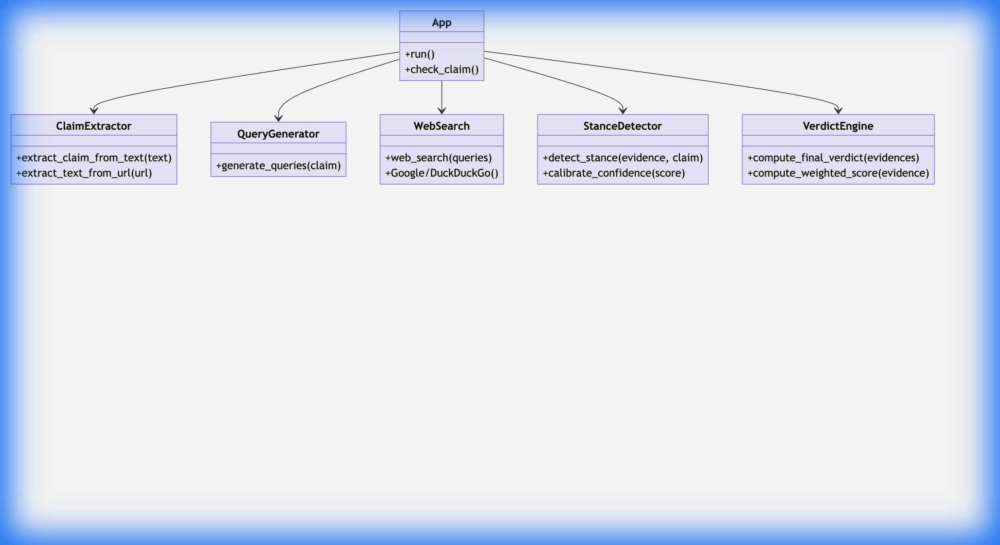 App
+run()
+check_claim()
ClaimExtractor
+extract_claim_from_text(text)
+extract_text_from_url(url)
QueryGenerator
+generate_queries(claim)
WebSearch
+web_search(queries)
+Google/DuckDuckGo()
StanceDetector
+detect_stance(evidence, claim)
+calibrate_confidence(score)
VerdictEngine
+compute_final_verdict(evidences)
+compute_weighted_score(evidence)